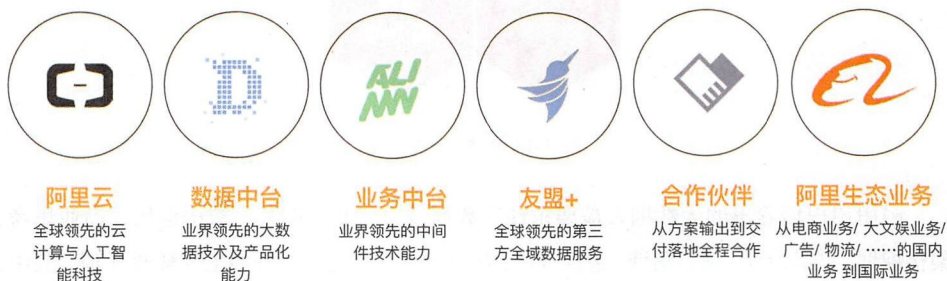 ALI
MW
阿里云
全球领先的云
计算与人工智
能科技
数据中台
业界领先的大数
据技术及产品化
能力
业务中台
业界领先的中间
件技术能力
友盟+
全球领先的第三
方全域数据服务
合作伙伴
从方案输出到交
付落地全程合作
阿里生态业务
从电商业务/ 大文娱业务/
广告/ 物流/ ……的国内
业务 到国际业务